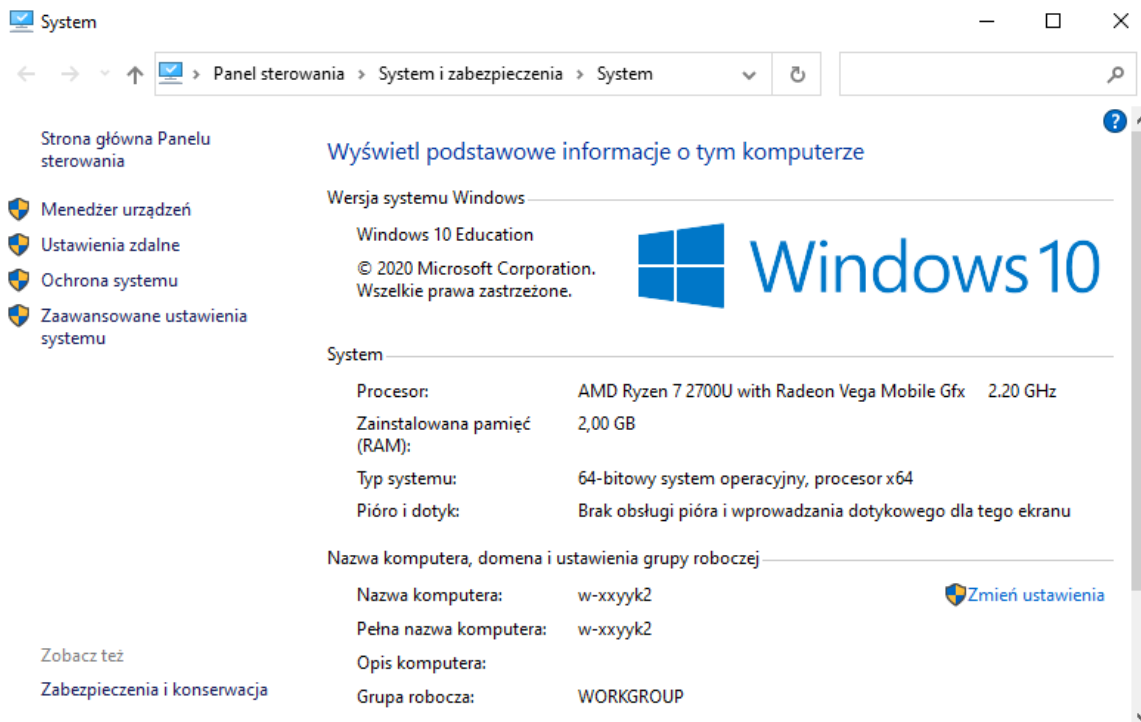 System
Panel sterowania > System i zabezpieczenia > System
Strona główna Panelu
sterowania
Menedżer urządzeń
Ustawienia zdalne
Ochrona systemu
Zaawansowane ustawienia
systemu
Zobacz też
Zabezpieczenia i konserwacja
Wyświetl podstawowe informacje o tym komputerze
Wersja systemu Windows
Windows 10 Education
© 2020 Microsoft Corporation.
Wszelkie prawa zastrzeżone.
Windows 10
System
Procesor: AMD Ryzen 7 2700U with Radeon Vega Mobile Gfx 2.20 GHz
Zainstalowana pamięć 2,00 GB
(RAM):
Typ systemu: 64-bitowy system operacyjny, procesor x64
Pióro i dotyk: Brak obsługi pióra i wprowadzania dotykowego dla tego ekranu
Nazwa komputera, domena i ustawienia grupy roboczej
Nazwa komputera: w-xxyyk2 Zmień ustawienia
Pełna nazwa komputera: w-xxyyk2
Opis komputera:
Grupa robocza: WORKGROUP